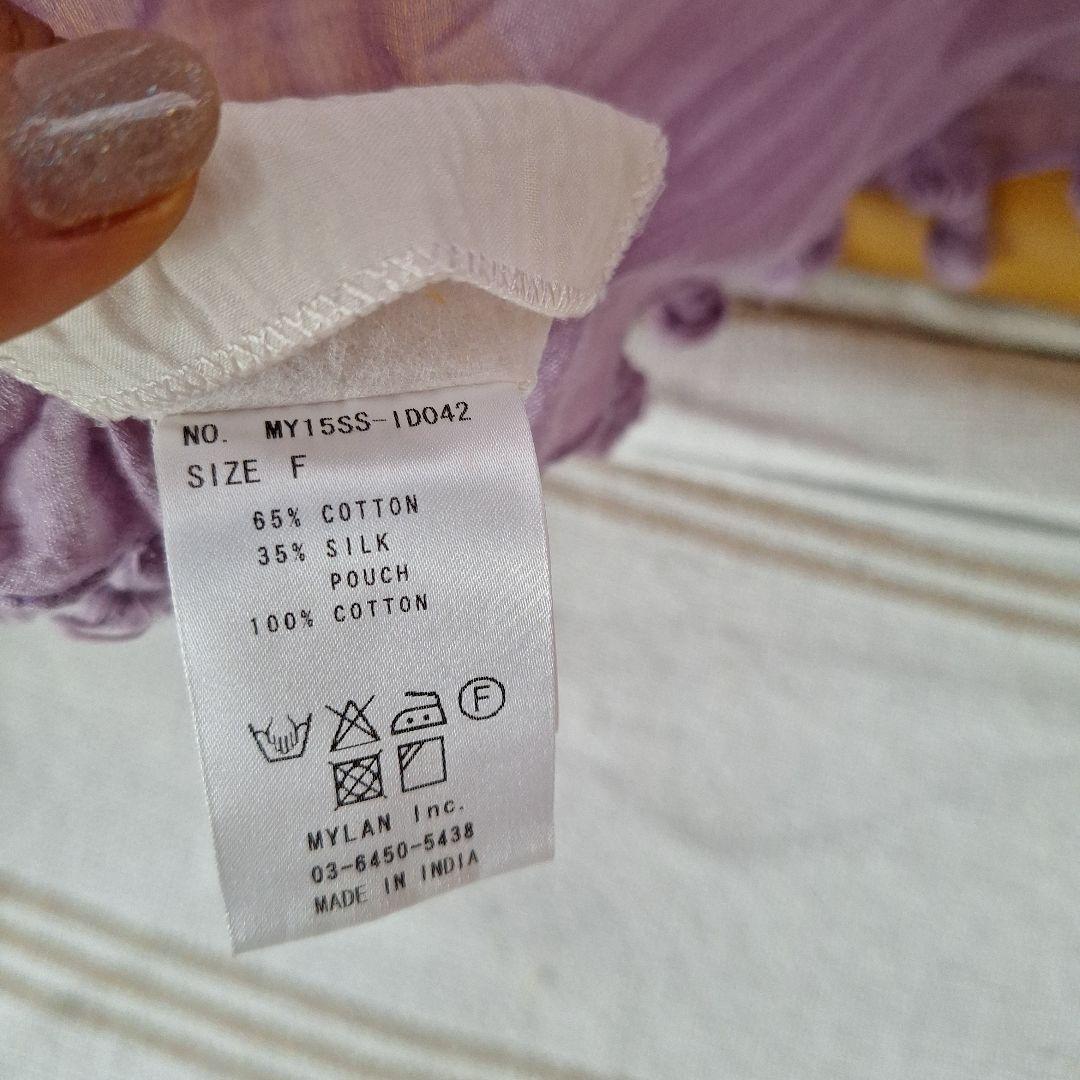 NO. MY15SS-ID042
SIZE F
65% COTTON
35% SILK
POUCH
100% COTTON
F
MYLAN Inc.
03-6450-5438
MADE IN INDIA